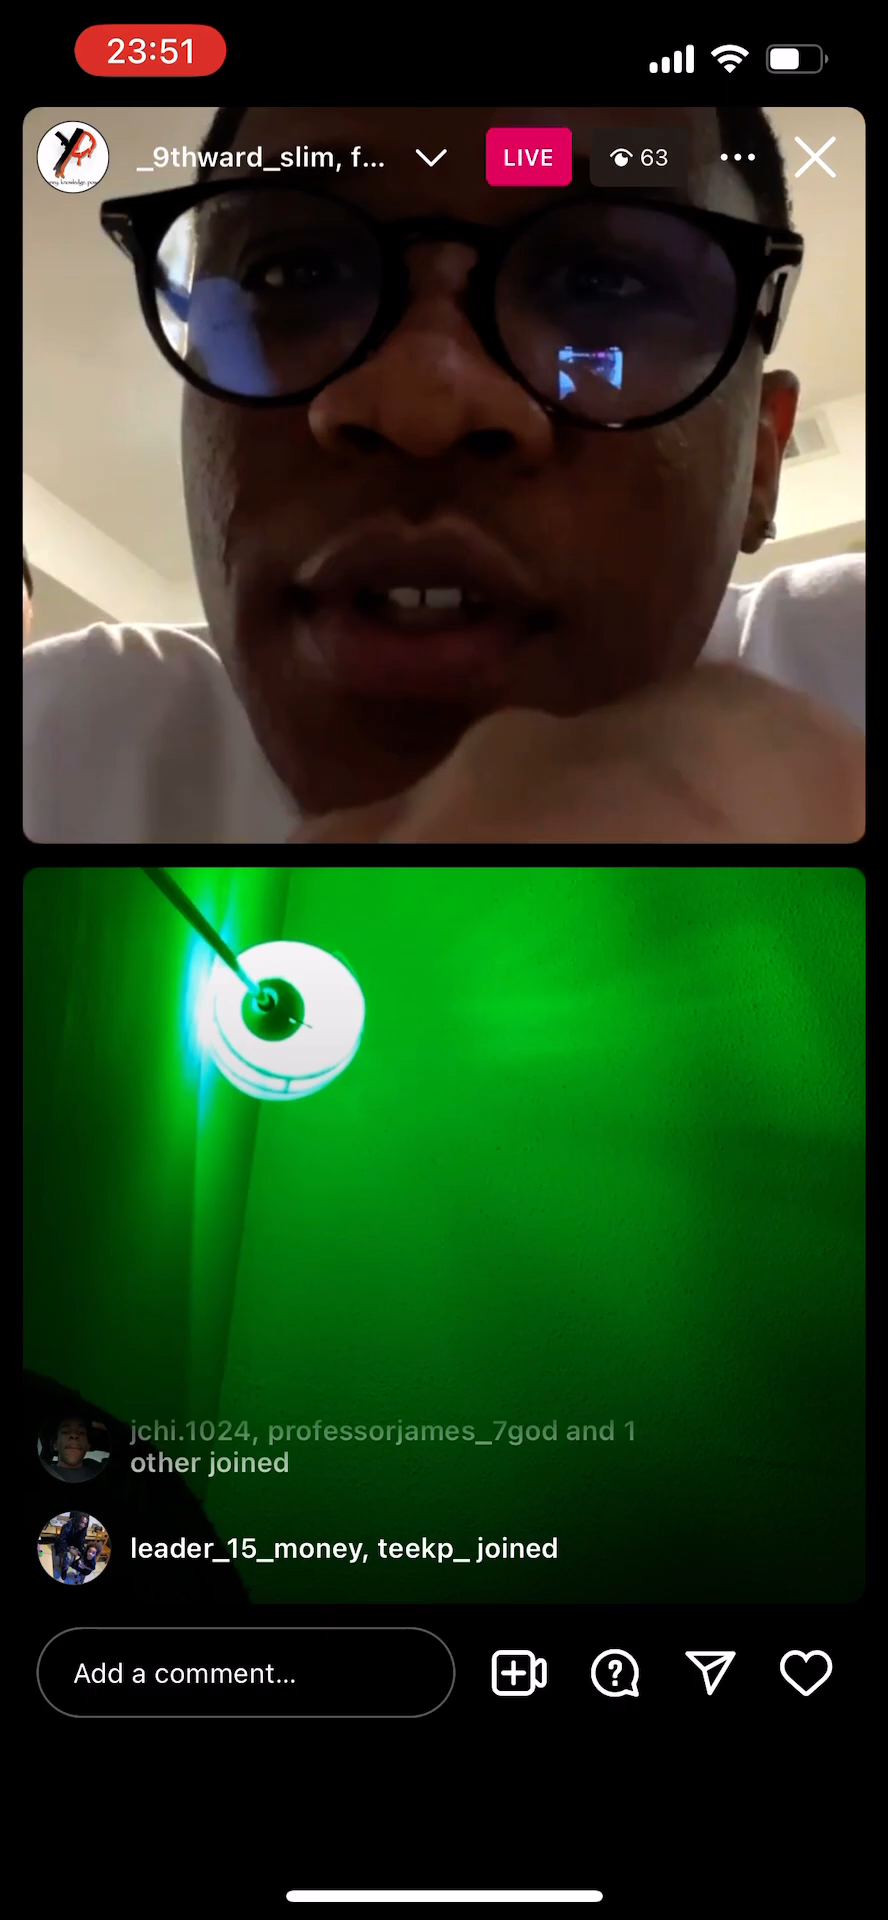 23:51
_9thward_slim, f...
LIVE
63
jchi.1024, professorjames_7god and 1
other joined
leader_15_money, teekp_ joined
Add a comment...